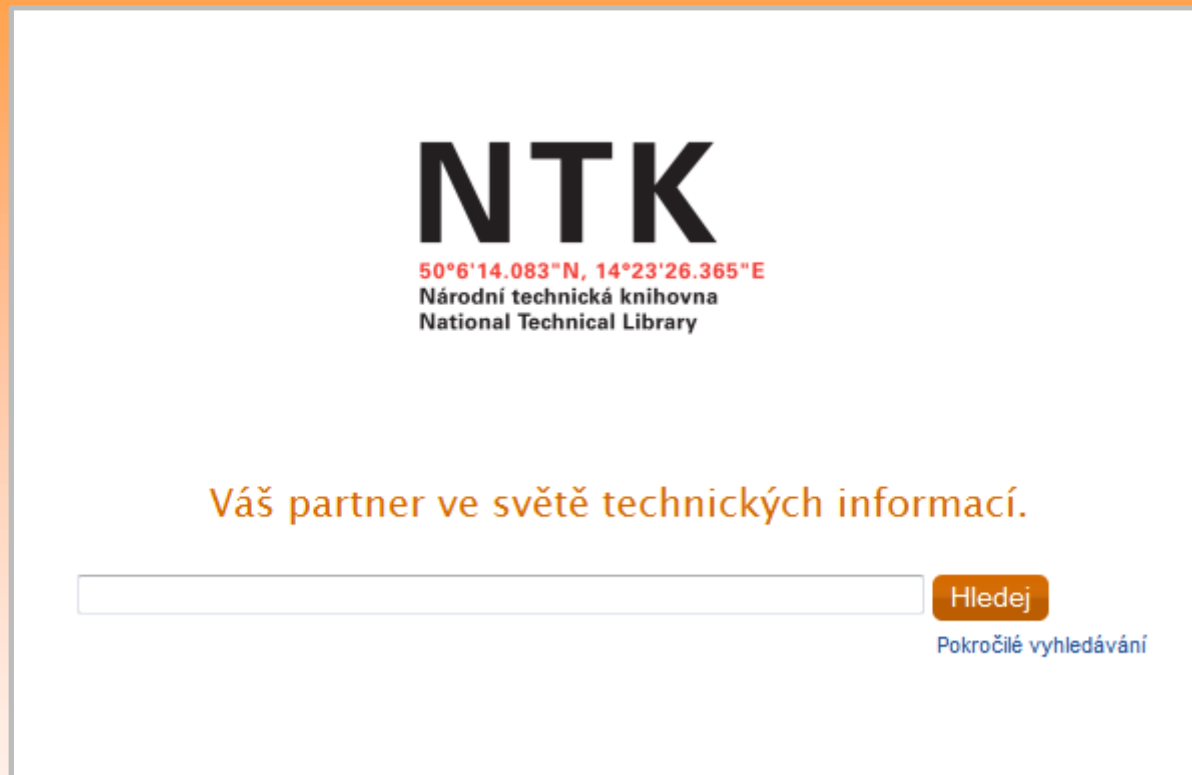 NTK
50°6'14.083"N, 14°23'26.365"E
Národní technická knihovna
National Technical Library
Váš partner ve světě technických informací.
Hledej
Pokročilé vyhledávání